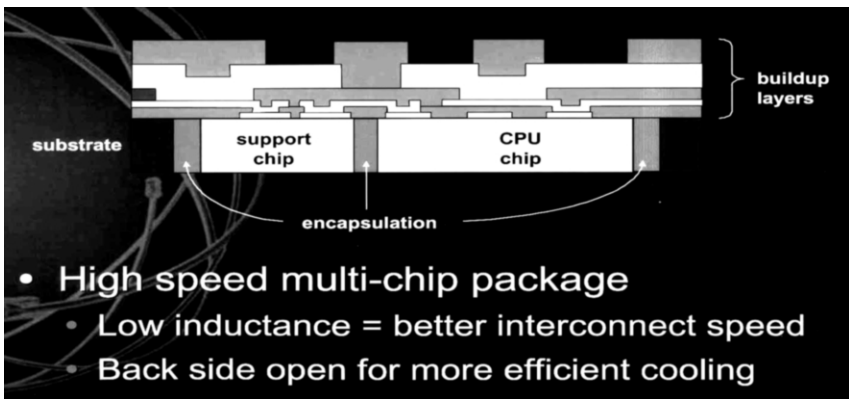 buildup
layers
substrate
support
chip
CPU
chip
encapsulation
• High speed multi-chip package
• Low inductance = better interconnect speed
• Back side open for more efficient cooling